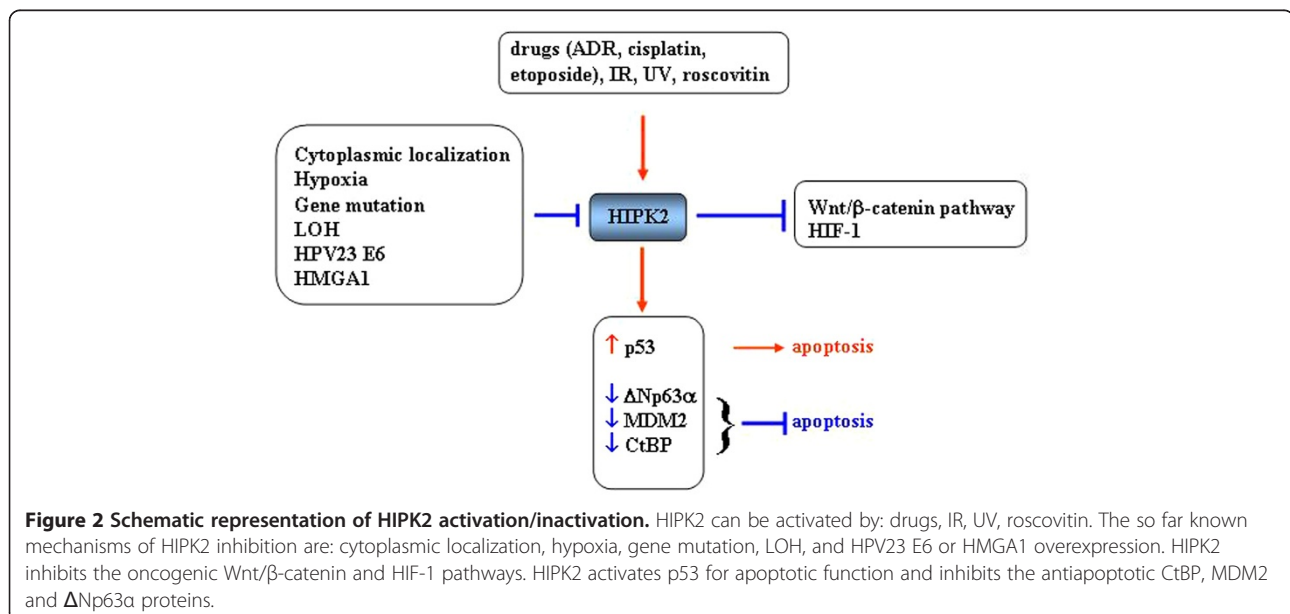 drugs (ADR, cisplatin,
etoposide), IR, UV, roscovitin
Cytoplasmic localization
Hypoxia
Gene mutation
LOH
HPV23 E6
HMGA1
HIPK2
Wnt/β-catenin pathway
HIF-1
↑ p53
apoptosis
↓ ΔNp63α
↓ MDM2
↓ CtBP
}
apoptosis
Figure 2 Schematic representation of HIPK2 activation/inactivation. HIPK2 can be activated by: drugs, IR, UV, roscovitin. The so far known
mechanisms of HIPK2 inhibition are: cytoplasmic localization, hypoxia, gene mutation, LOH, and HPV23 E6 or HMGA1 overexpression. HIPK2
inhibits the oncogenic Wnt/β-catenin and HIF-1 pathways. HIPK2 activates p53 for apoptotic function and inhibits the antiapoptotic CtBP, MDM2
and ΔNp63α proteins.